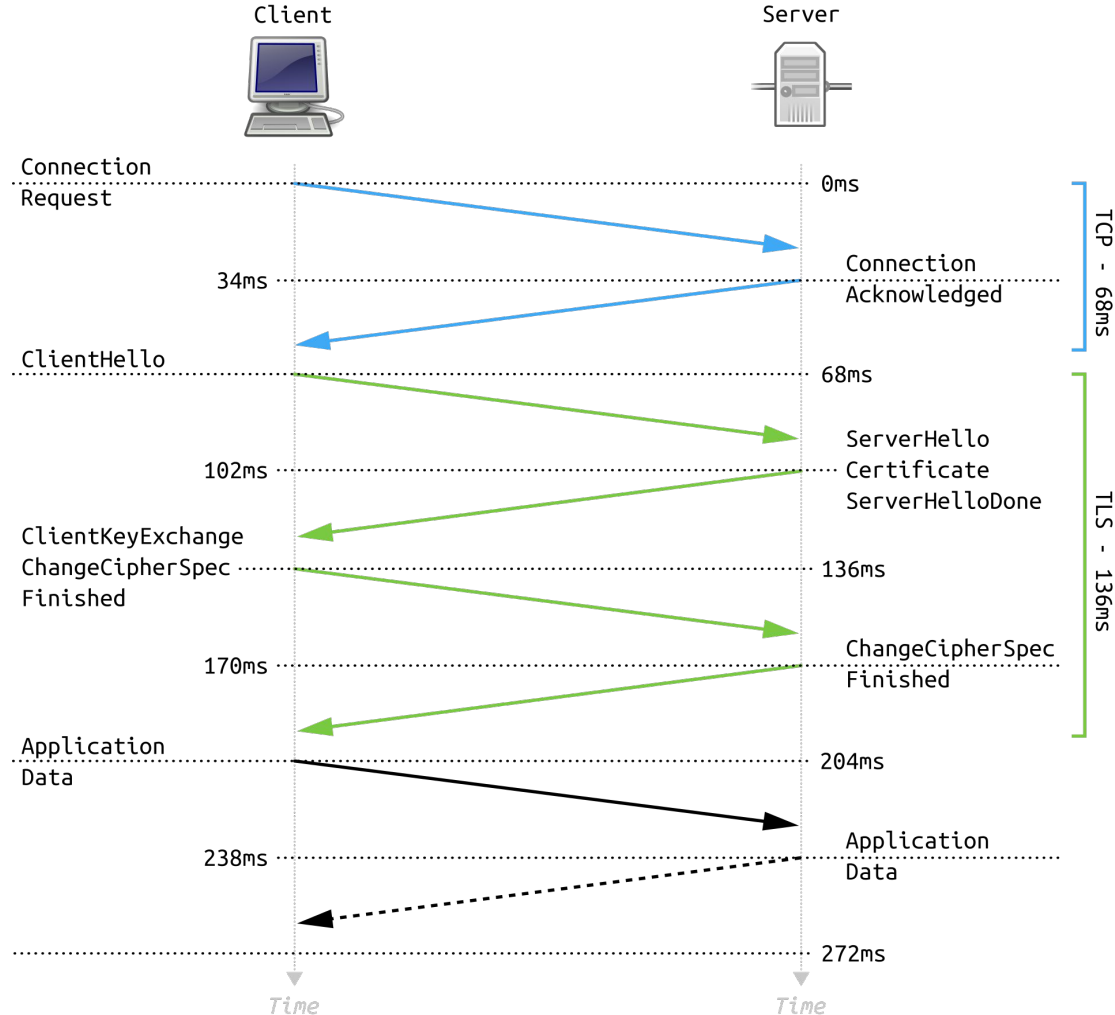 Client
Server
Connection
Request
0ms
Connection
Acknowledged
34ms
TCP - 68ms
ClientHello
68ms
ServerHello
Certificate
ServerHelloDone
102ms
TLS - 136ms
ClientKeyExchange
ChangeCipherSpec
Finished
136ms
ChangeCipherSpec
Finished
170ms
Application
Data
204ms
Application
Data
238ms
272ms
Time
Time